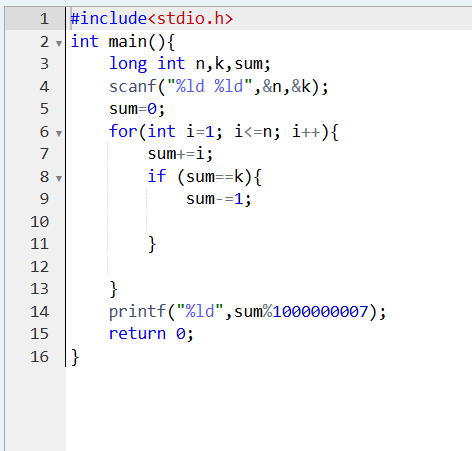 1 #include<stdio.h>
2 int main(){
3 long int n,k,sum;
4 scanf("%ld %ld",&n,&k);
5 sum=0;
6 for(int i=1; i<=n; i++){
7 sum+=i;
8 if (sum==k){
9 sum-=1;
10
11 }
12
13 }
14 printf("%ld",sum%1000000007);
15 return 0;
16 }